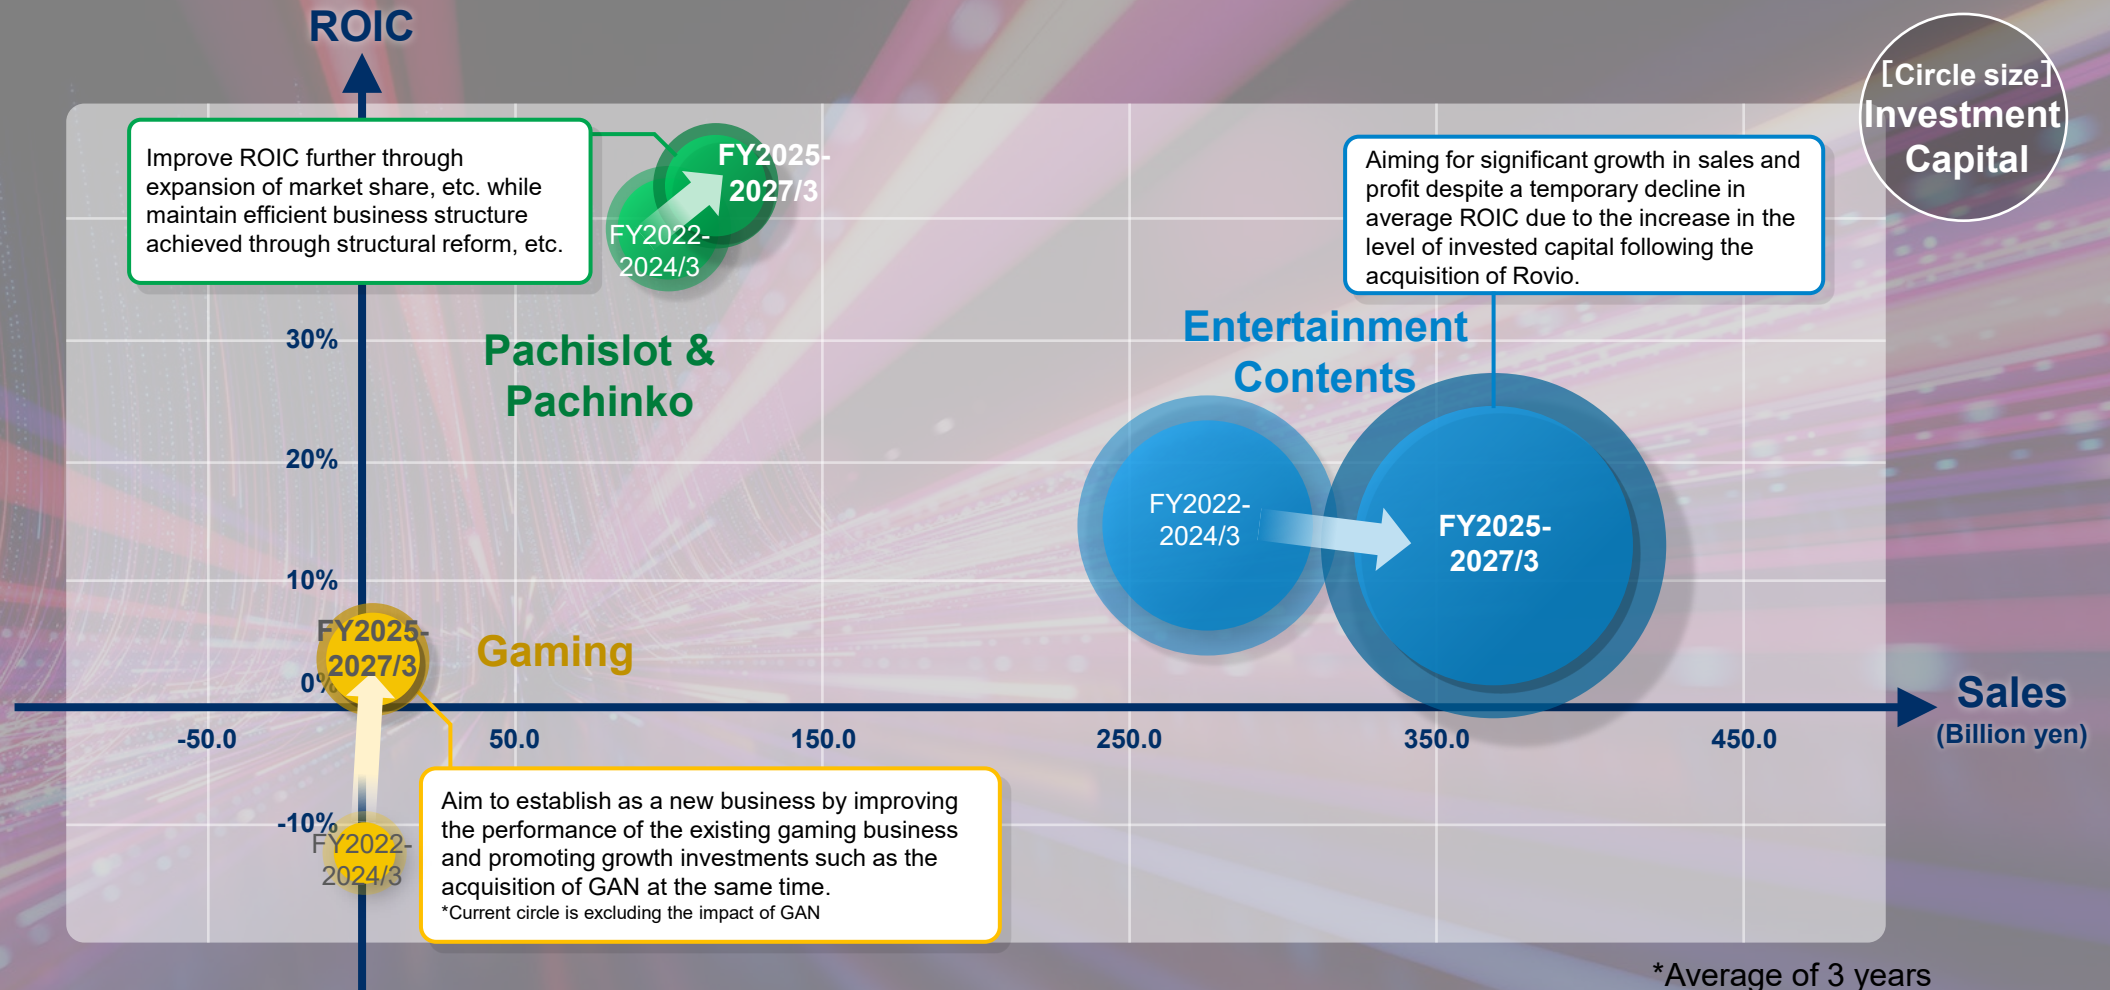 ROIC
[Circle size]
Investment
Capital
Improve ROIC further through
expansion of market share, etc. while
maintain efficient business structure
achieved through structural reform, etc.
FY2025-
2027/3
FY2022-
2024/3
Aiming for significant growth in sales and
profit despite a temporary decline in
average ROIC due to the increase in the
level of invested capital following the
acquisition of Rovio.
Pachislot &
Pachinko
Entertainment
Contents
30%
20%
10%
0%
-10%
FY2022-
2024/3
FY2025-
2027/3
FY2025-
2027/3
Gaming
FY2022-
2024/3
-50.0
50.0
150.0
250.0
350.0
450.0
Sales
(Billion yen)
Aim to establish as a new business by improving
the performance of the existing gaming business
and promoting growth investments such as the
acquisition of GAN at the same time.
*Current circle is excluding the impact of GAN
*Average of 3 years